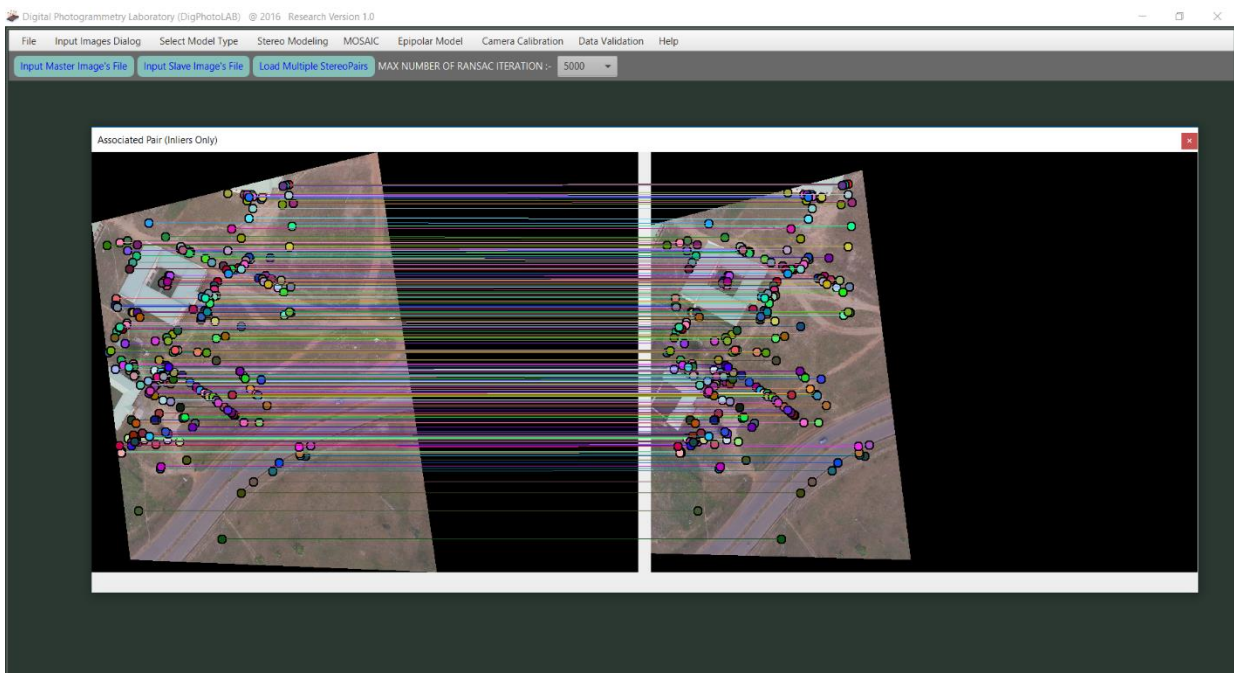 Digital Photogrammetry Laboratory (DigPhotoLAB) @ 2016 Research Version 1.0
File Input Images Dialog Select Model Type Stereo Modeling MOSAIC Epipolar Model Camera Calibration Data Validation Help
Input Master Image's File Input Slave Image's File Load Multiple StereoPairs MAX NUMBER OF RANSAC ITERATION :- 5000
Associated Pair (Inliers Only)